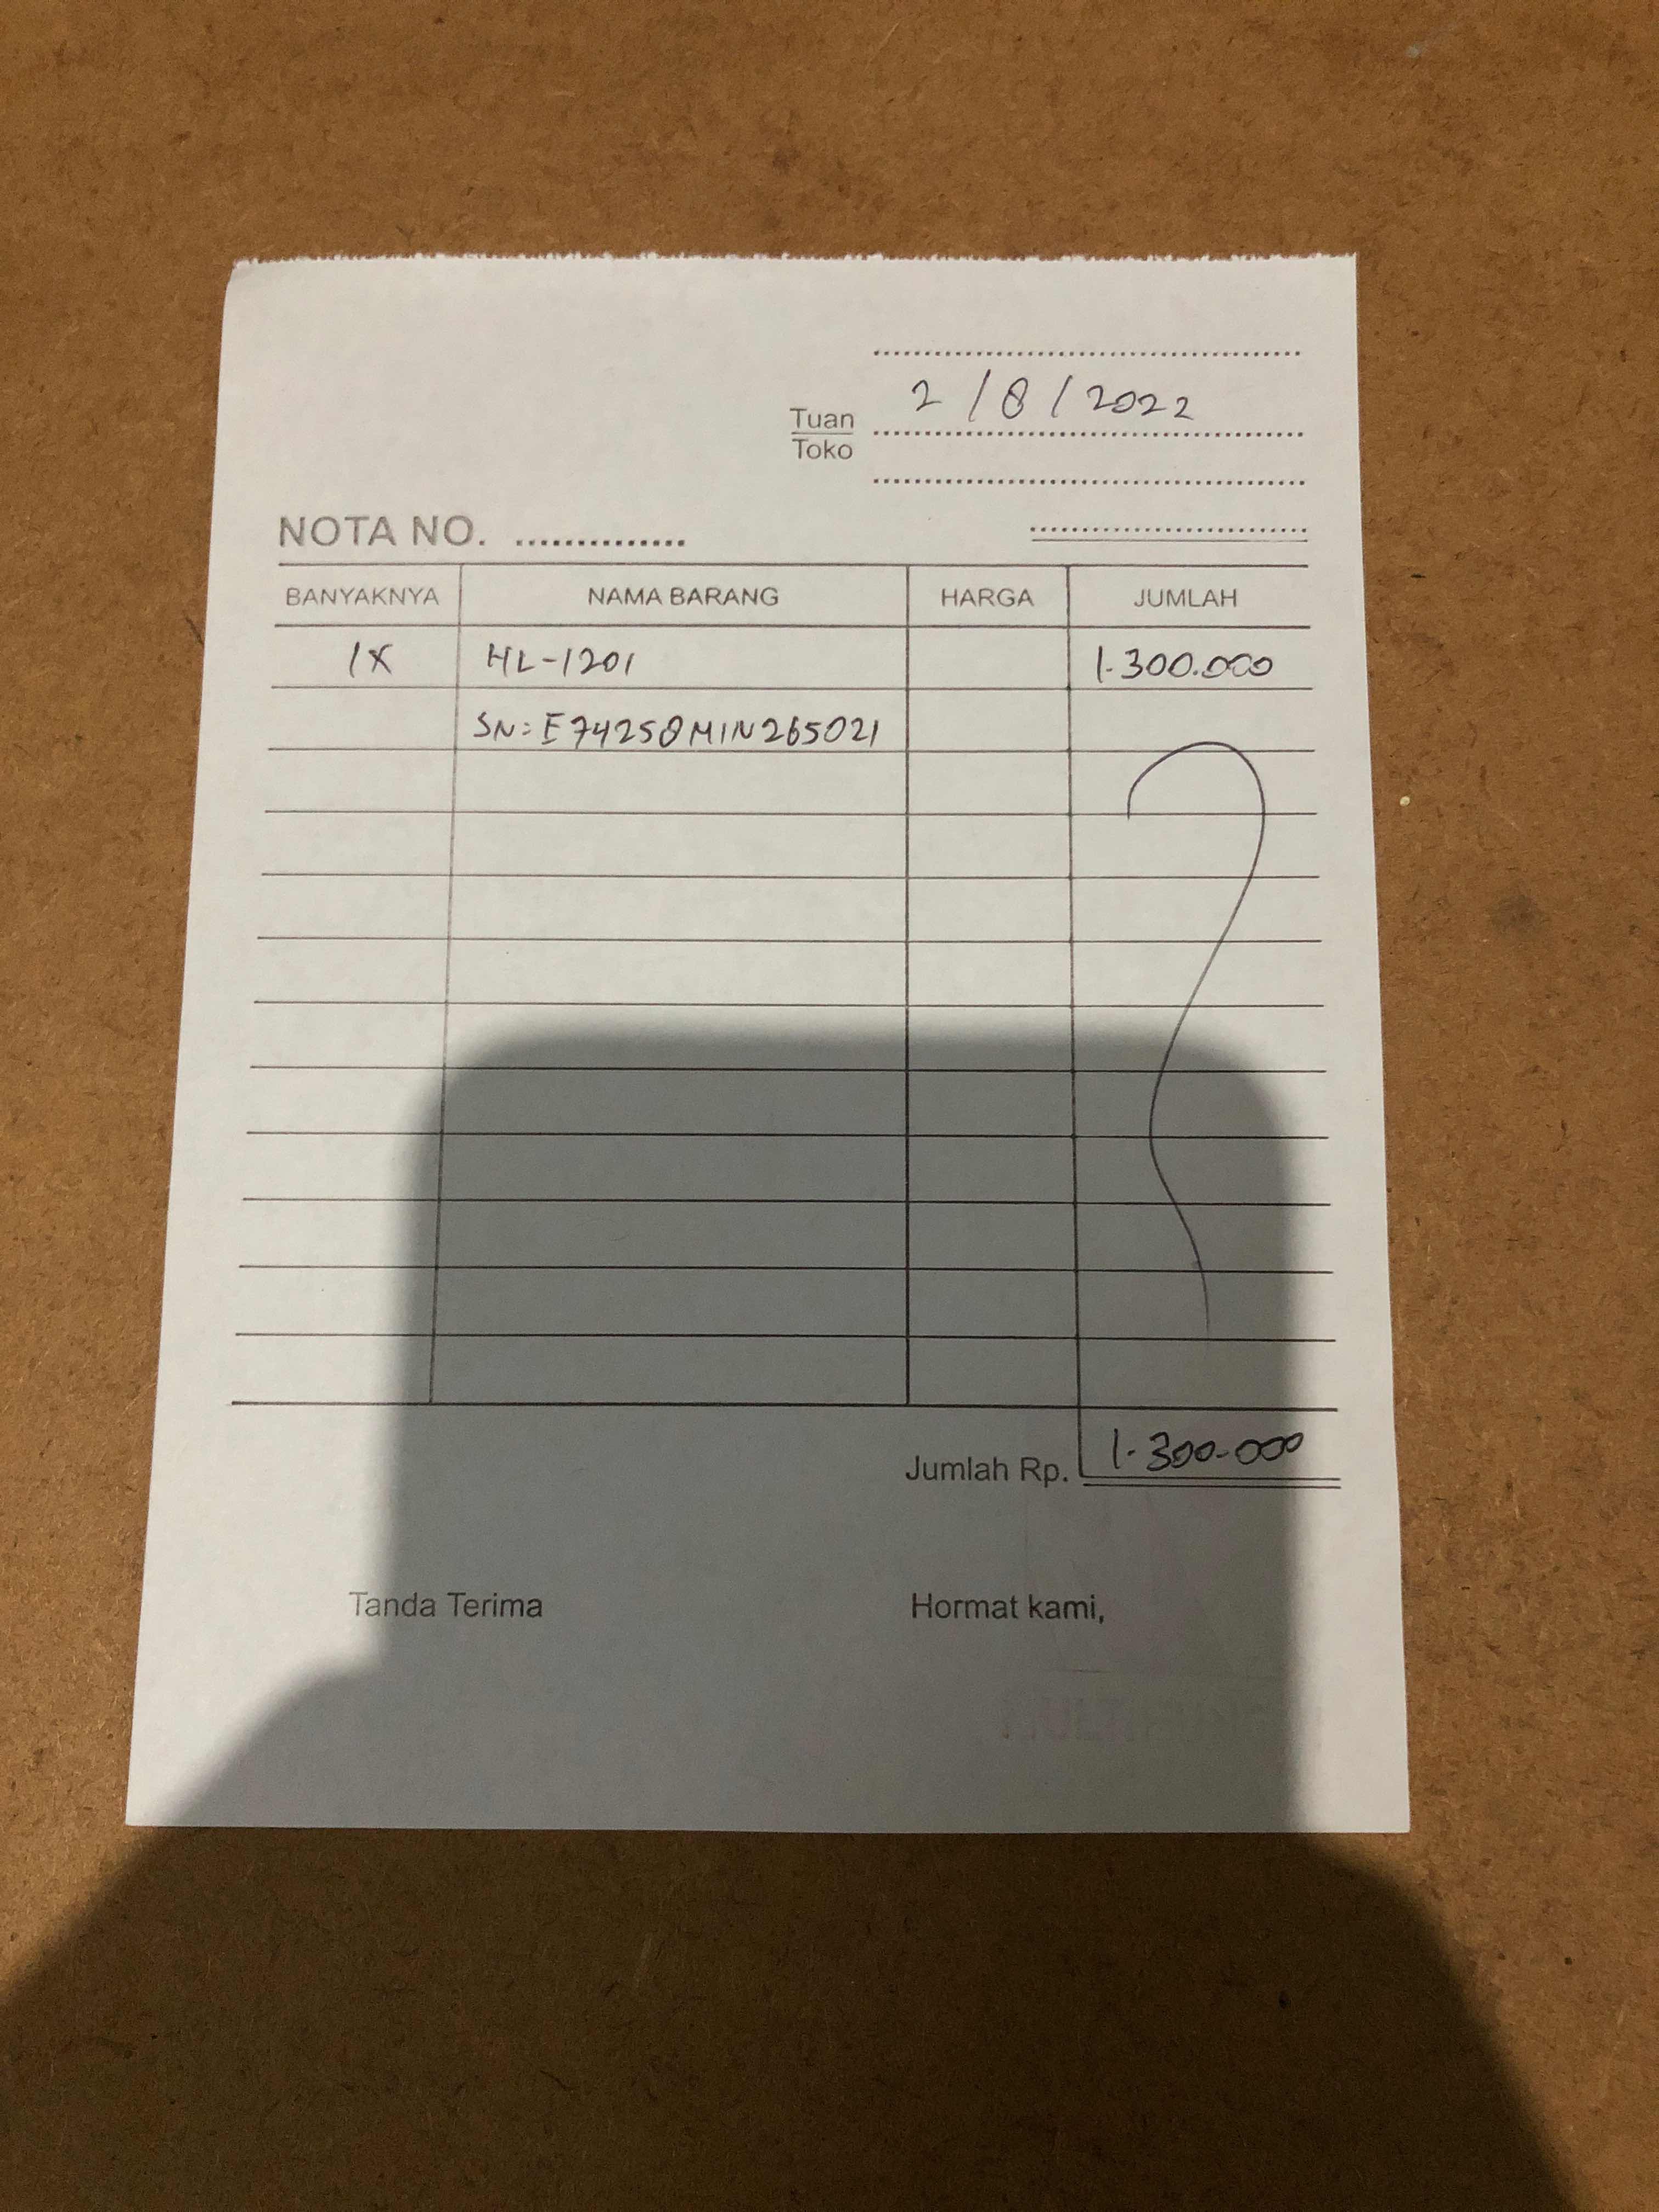 2/8/2022
Tuan
Toko
NOTA NO. ..............
BANYAKNYA NAMA BARANG HARGA JUMLAH
1X HL-1201 1.300.000
SN: E74258M1N265021
Jumlah Rp. 1.300.000
Tanda Terima Hormat kami,